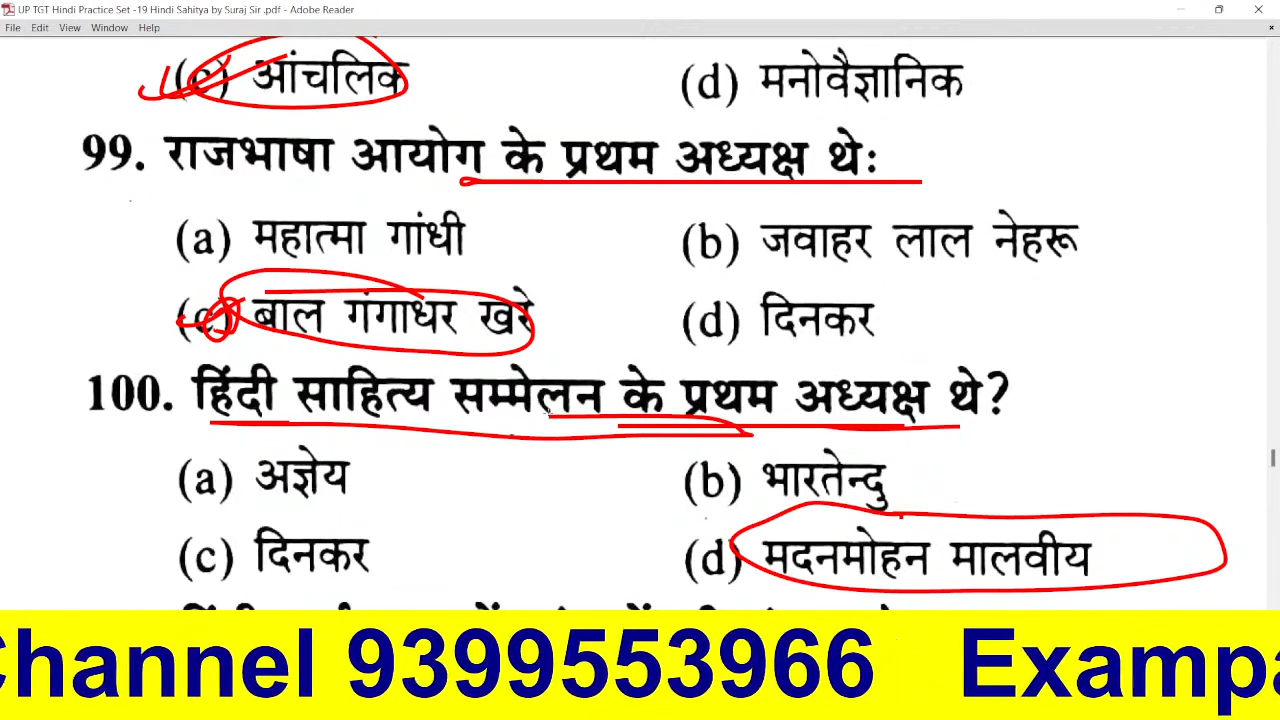 UP TGT Hindi Practice Set -19 Hindi Sahitya by Suraj Sir .pdf - Adobe Reader
File Edit View Window Help
(c) आंचलिक (d) मनोवैज्ञानिक
99. राजभाषा आयोग के प्रथम अध्यक्ष थेः
(a) महात्मा गांधी (b) जवाहर लाल नेहरू
(c) बाल गंगाधर खरे (d) दिनकर
100. हिंदी साहित्य सम्मेलन के प्रथम अध्यक्ष थे?
(a) अज्ञेय (b) भारतेन्दु
(c) दिनकर (d) मदनमोहन मालवीय
Channel 9399553966 Exampa